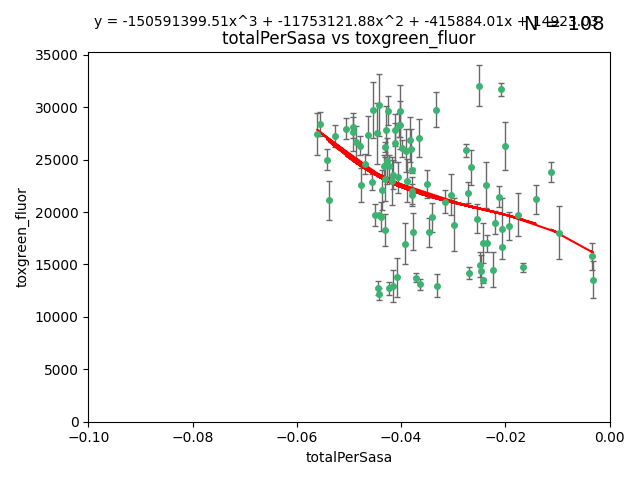 y = -150591399.51x^3 + -11753121.88x^2 + -415884.01x + 14923.03
N = 108
totalPerSasa vs toxgreen_fluor
35000
30000
25000
20000
15000
10000
5000
0
toxgreen_fluor
−0.10
−0.08
−0.06
−0.04
−0.02
0.00
totalPerSasa